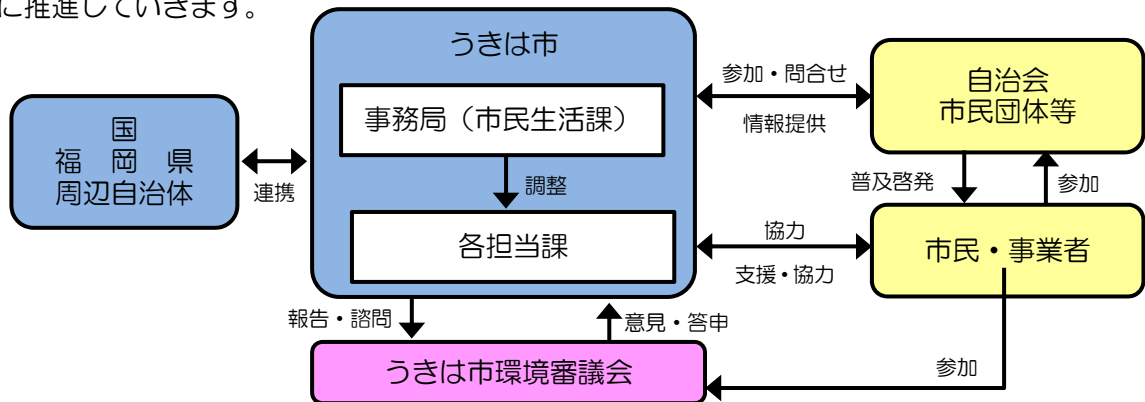 に推進していきます。
うきは市
事務局（市民生活課）
調整
各担当課
国
福　岡　県
周辺自治体
連携
参加・問合せ
情報提供
自治会
市民団体等
普及啓発
参加
協力
支援・協力
市民・事業者
報告・諮問
意見・答申
うきは市環境審議会
参加